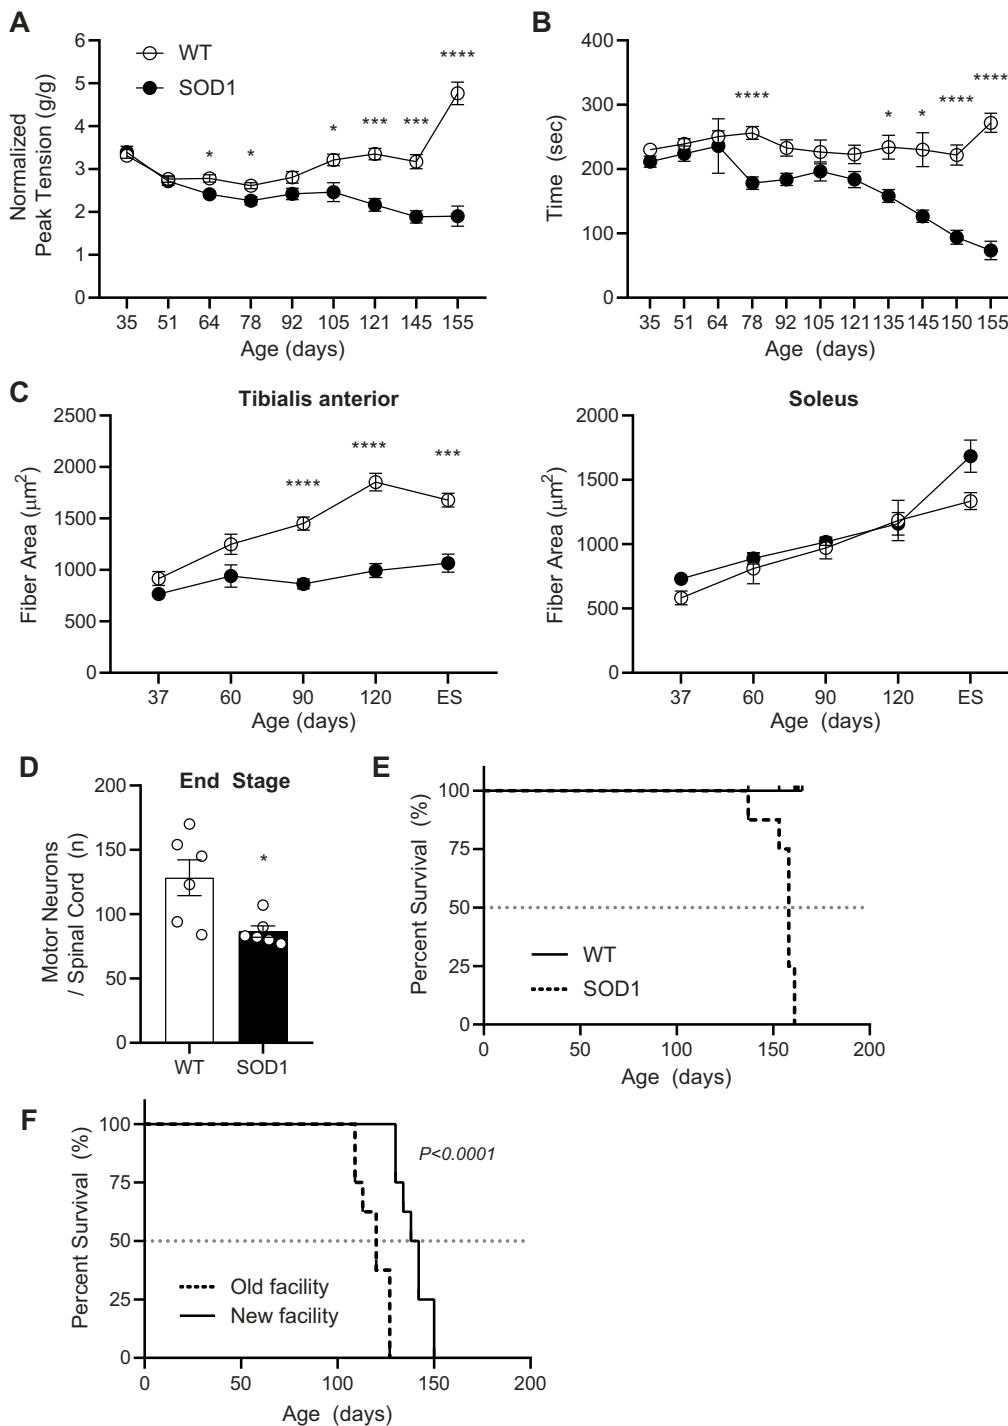 A
WT
SOD1
Normalized
Peak Tension (g/g)
6
5
4
3
2
1
0
* * * *** *** ****
35 51 64 78 92 105 121 145 155
Age (days)
B
Time (sec)
400
300
200
100
0
**** * * **** ****
35 51 64 78 92 105 121 135 145 150 155
Age (days)
C
Tibialis anterior
Fiber Area (μm²)
2500
2000
1500
1000
500
0
**** **** ***
37 60 90 120 ES
Age (days)
Soleus
Fiber Area (μm²)
2000
1500
1000
500
0
37 60 90 120 ES
Age (days)
D
End Stage
Motor Neurons
/ Spinal Cord (n)
200
150
100
50
0
*
WT SOD1
E
Percent Survival (%)
100
75
50
25
0
WT
SOD1
0 50 100 150 200
Age (days)
F
Percent Survival (%)
100
75
50
25
0
P<0.0001
Old facility
New facility
0 50 100 150 200
Age (days)